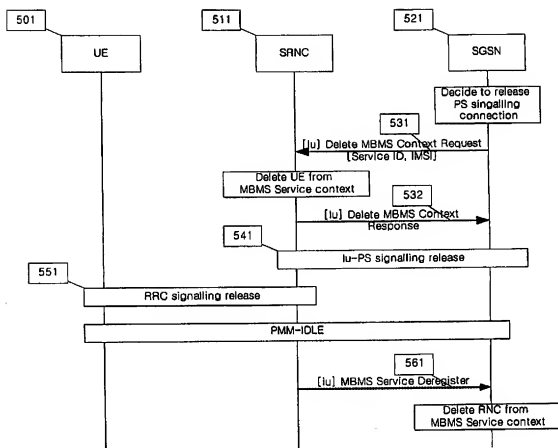 501
511
521
UE
SRNC
SGSN
Decide to release
PS singalling
connection
531
[Iu] Delete MBMS Context Request
[Service ID, IMSI]
Delete UE from
MBMS Service context
532
[Iu] Delete MBMS Context
Response
541
Iu-PS signalling release
551
RRC signalling release
PMM-IDLE
561
[Iu] MBMS Service Deregister
Delete RNC from
MBMS Service context